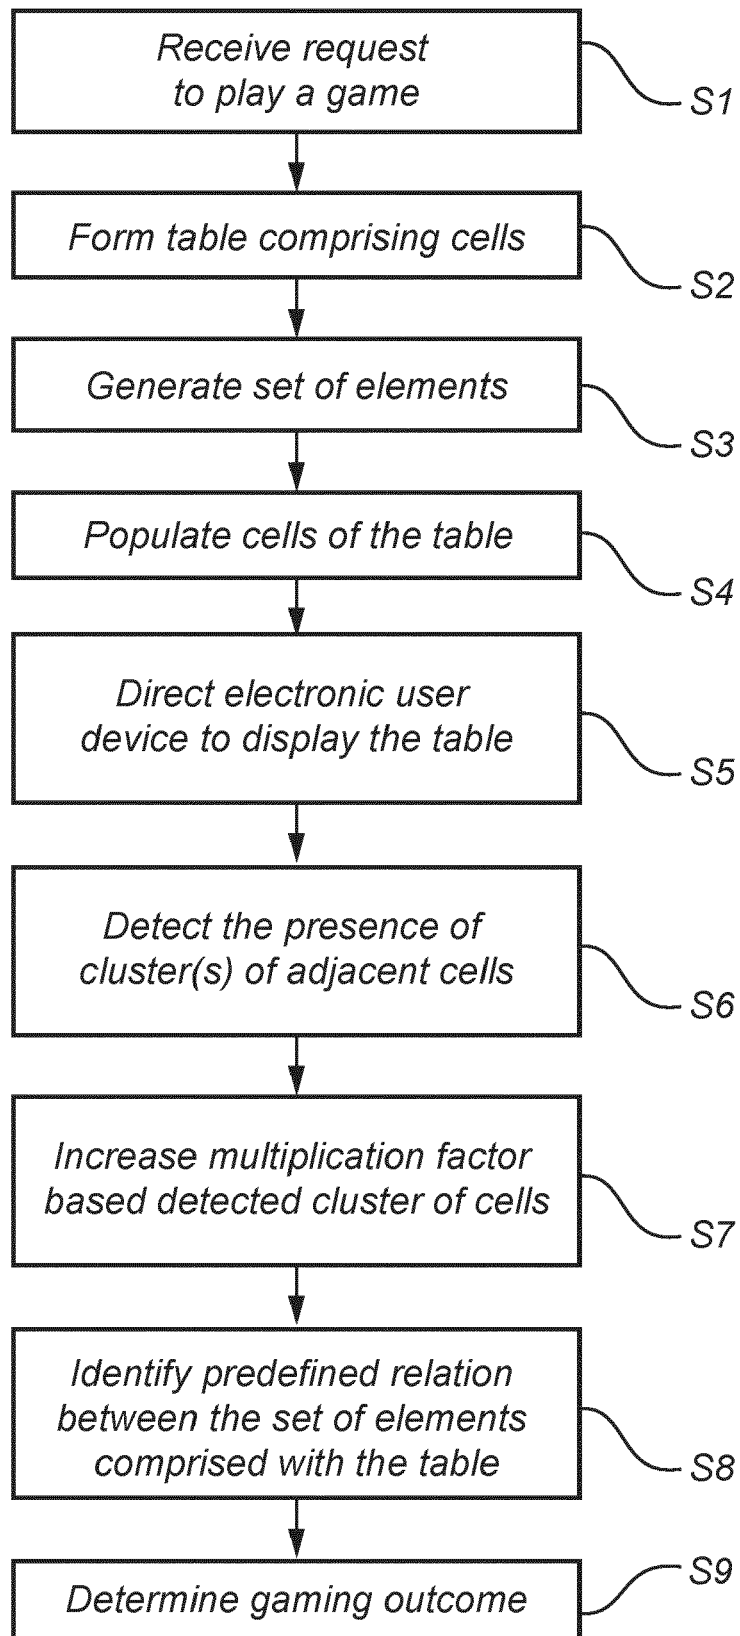 Receive request
to play a game
S1
Form table comprising cells
S2
Generate set of elements
S3
Populate cells of the table
S4
Direct electronic user
device to display the table
S5
Detect the presence of
cluster(s) of adjacent cells
S6
Increase multiplication factor
based detected cluster of cells
S7
Identify predefined relation
between the set of elements
comprised with the table
S8
Determine gaming outcome
S9